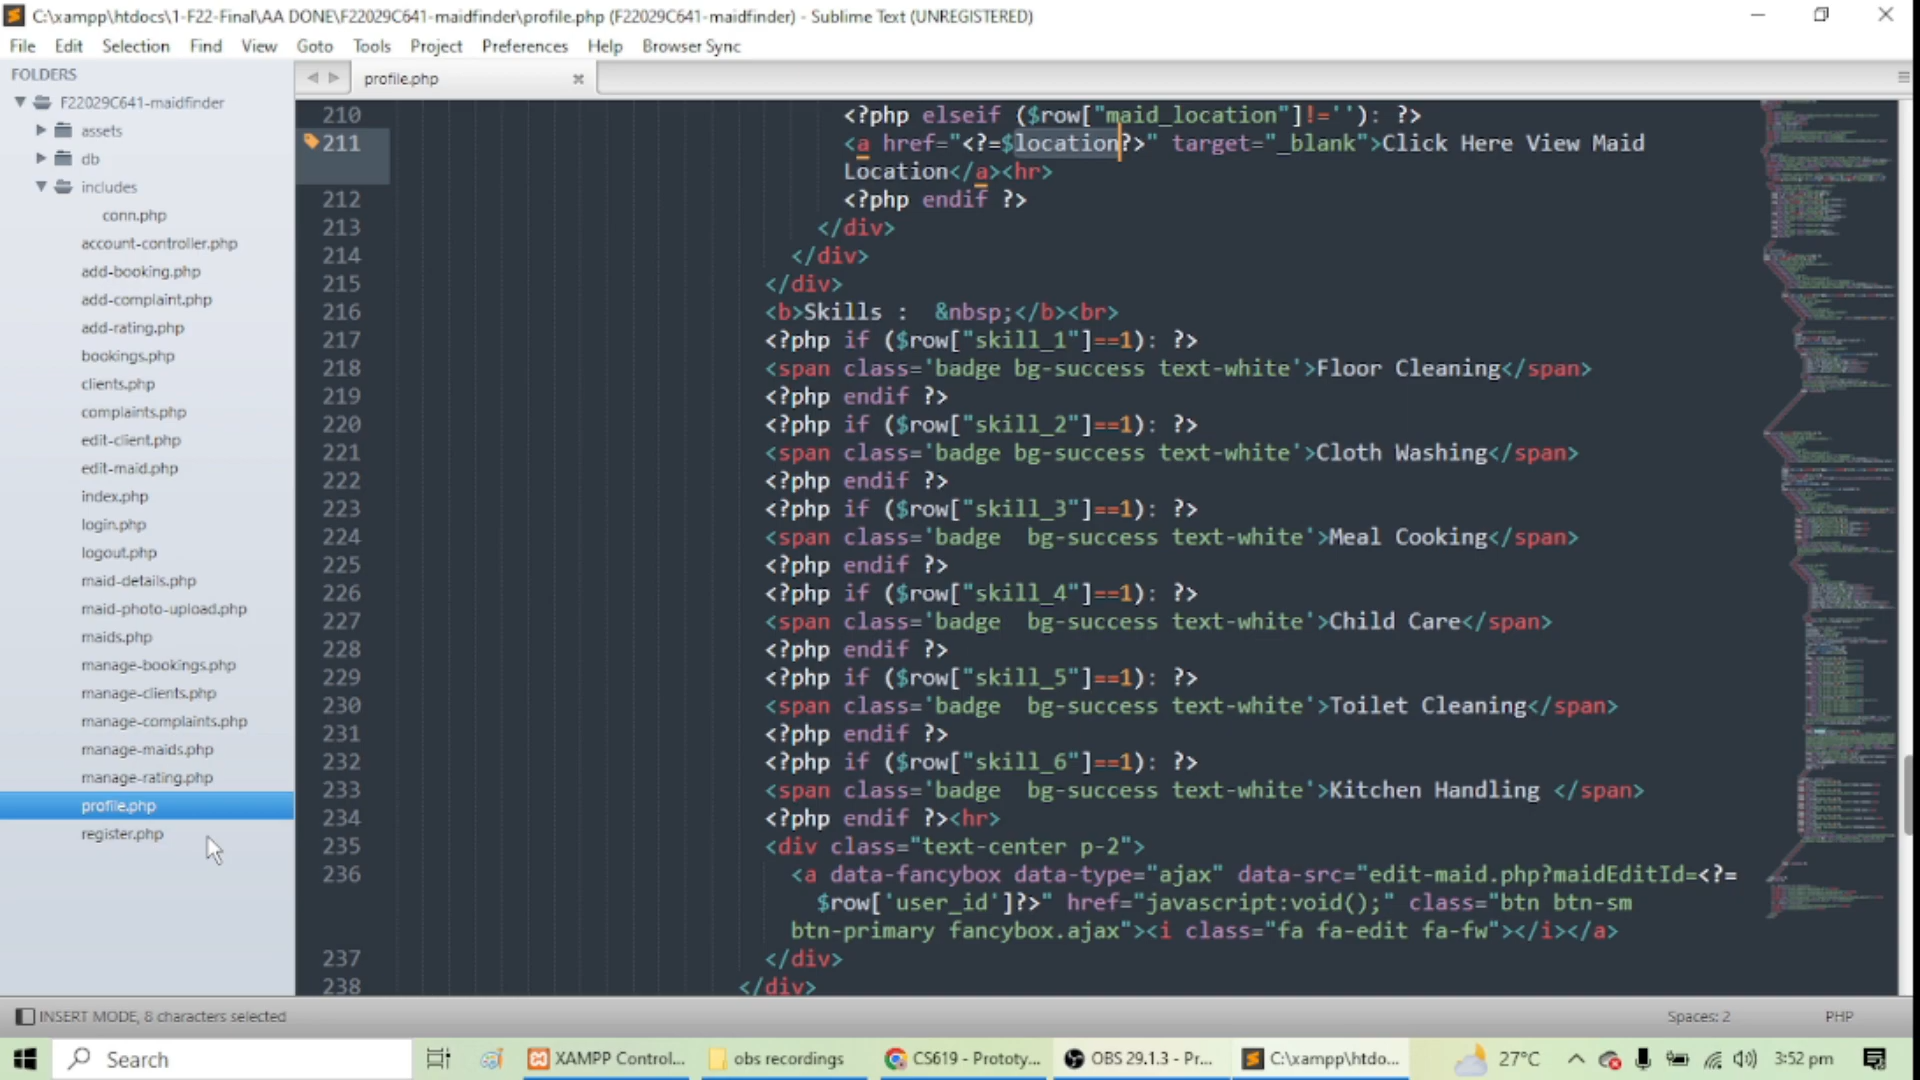 C:\xampp\htdocs\1-F22-Final\AA DONE\F22029C641-maidfinder\profile.php (F22029C641-maidfinder) - Sublime Text (UNREGISTERED)
File Edit Selection Find View Goto Tools Project Preferences Help Browser Sync
FOLDERS
F22029C641-maidfinder
assets
db
includes
conn.php
account-controller.php
add-booking.php
add-complaint.php
add-rating.php
bookings.php
clients.php
complaints.php
edit-client.php
edit-maid.php
index.php
login.php
logout.php
maid-details.php
maid-photo-upload.php
maids.php
manage-bookings.php
manage-clients.php
manage-complaints.php
manage-maids.php
manage-rating.php
profile.php
register.php
profile.php
210 <?php elseif ($row["maid_location"]!=''): ?>
211 <a href="<?=$location?>" target="_blank">Click Here View Maid
Location</a><hr>
212 <?php endif ?>
213 </div>
214 </div>
215 </div>
216 <b>Skills :  &nbsp;</b><br>
217 <?php if ($row["skill_1"]==1): ?>
218 <span class='badge bg-success text-white'>Floor Cleaning</span>
219 <?php endif ?>
220 <?php if ($row["skill_2"]==1): ?>
221 <span class='badge bg-success text-white'>Cloth Washing</span>
222 <?php endif ?>
223 <?php if ($row["skill_3"]==1): ?>
224 <span class='badge  bg-success text-white'>Meal Cooking</span>
225 <?php endif ?>
226 <?php if ($row["skill_4"]==1): ?>
227 <span class='badge  bg-success text-white'>Child Care</span>
228 <?php endif ?>
229 <?php if ($row["skill_5"]==1): ?>
230 <span class='badge  bg-success text-white'>Toilet Cleaning</span>
231 <?php endif ?>
232 <?php if ($row["skill_6"]==1): ?>
233 <span class='badge  bg-success text-white'>Kitchen Handling </span>
234 <?php endif ?><hr>
235 <div class="text-center p-2">
236 <a data-fancybox data-type="ajax" data-src="edit-maid.php?maidEditId=<?=
$row['user_id']?>" href="javascript:void();" class="btn btn-sm
btn-primary fancybox.ajax"><i class="fa fa-edit fa-fw"></i></a>
237 </div>
238 </div>
INSERT MODE, 8 characters selected Spaces: 2 PHP
Search XAMPP Control... obs recordings CS619 - Prototy... OBS 29.1.3 - Pr... C:\xampp\htdo... 27°C 3:52 pm